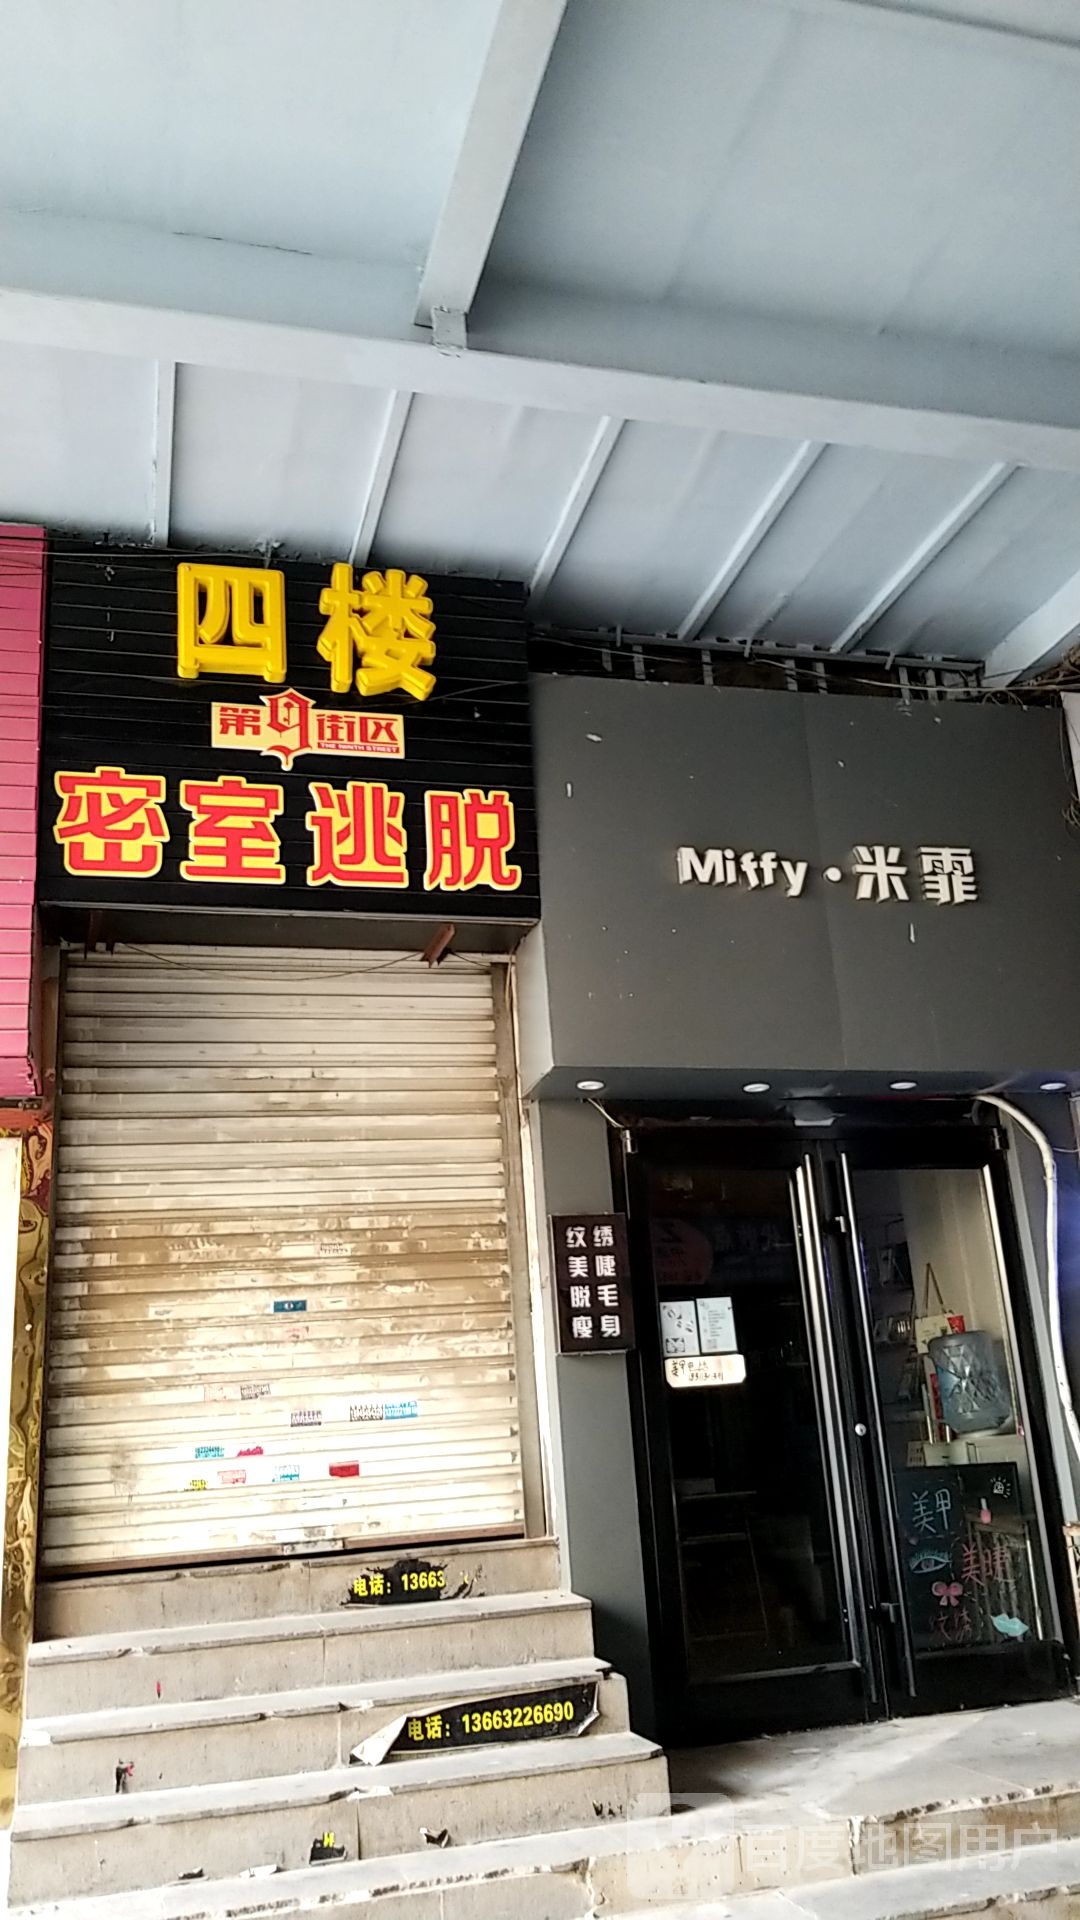 四楼
第9街区
THE NINTH STREET
密室逃脱
Miffy·米霏
纹绣
美睫
脱毛
瘦身
美甲
美睫
纹绣
电话：13663
电话：13663226690
百度地图用户